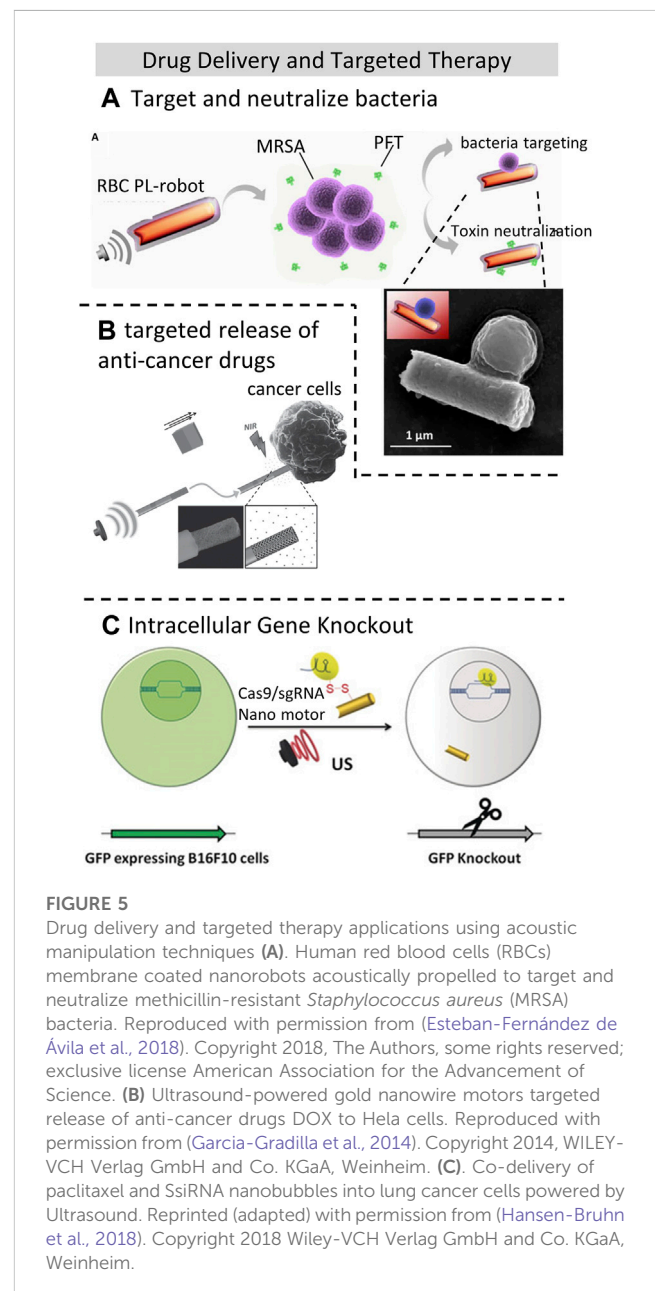 Drug Delivery and Targeted Therapy
A Target and neutralize bacteria
A
MRSA
PFT
bacteria targeting
RBC PL-robot
Toxin neutralization
B targeted release of
anti-cancer drugs
cancer cells
NIR
1 μm
C Intracellular Gene Knockout
S-S
Cas9/sgRNA
Nano motor
US
GFP expressing B16F10 cells
GFP Knockout
FIGURE 5
Drug delivery and targeted therapy applications using acoustic
manipulation techniques (A). Human red blood cells (RBCs)
membrane coated nanorobots acoustically propelled to target and
neutralize methicillin-resistant Staphylococcus aureus (MRSA)
bacteria. Reproduced with permission from (Esteban-Fernández de
Ávila et al., 2018). Copyright 2018, The Authors, some rights reserved;
exclusive license American Association for the Advancement of
Science. (B) Ultrasound-powered gold nanowire motors targeted
release of anti-cancer drugs DOX to Hela cells. Reproduced with
permission from (Garcia-Gradilla et al., 2014). Copyright 2014, WILEY-
VCH Verlag GmbH and Co. KGaA, Weinheim. (C). Co-delivery of
paclitaxel and SsiRNA nanobubbles into lung cancer cells powered by
Ultrasound. Reprinted (adapted) with permission from (Hansen-Bruhn
et al., 2018). Copyright 2018 Wiley-VCH Verlag GmbH and Co. KGaA,
Weinheim.